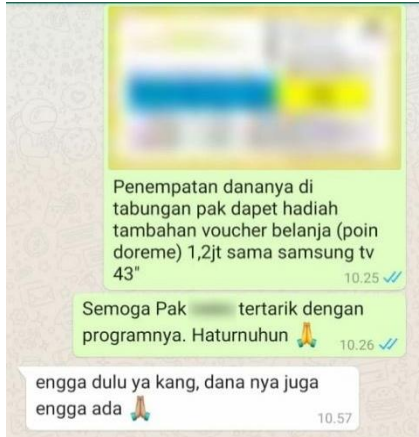 Penempatan dananya di
tabungan pak dapet hadiah
tambahan voucher belanja (poin
doreme) 1,2jt sama samsung tv
43"
10.25
Semoga Pak tertarik dengan
programnya. Haturnuhun 🙏
10.26
engga dulu ya kang, dana nya juga
engga ada 🙏
10.57